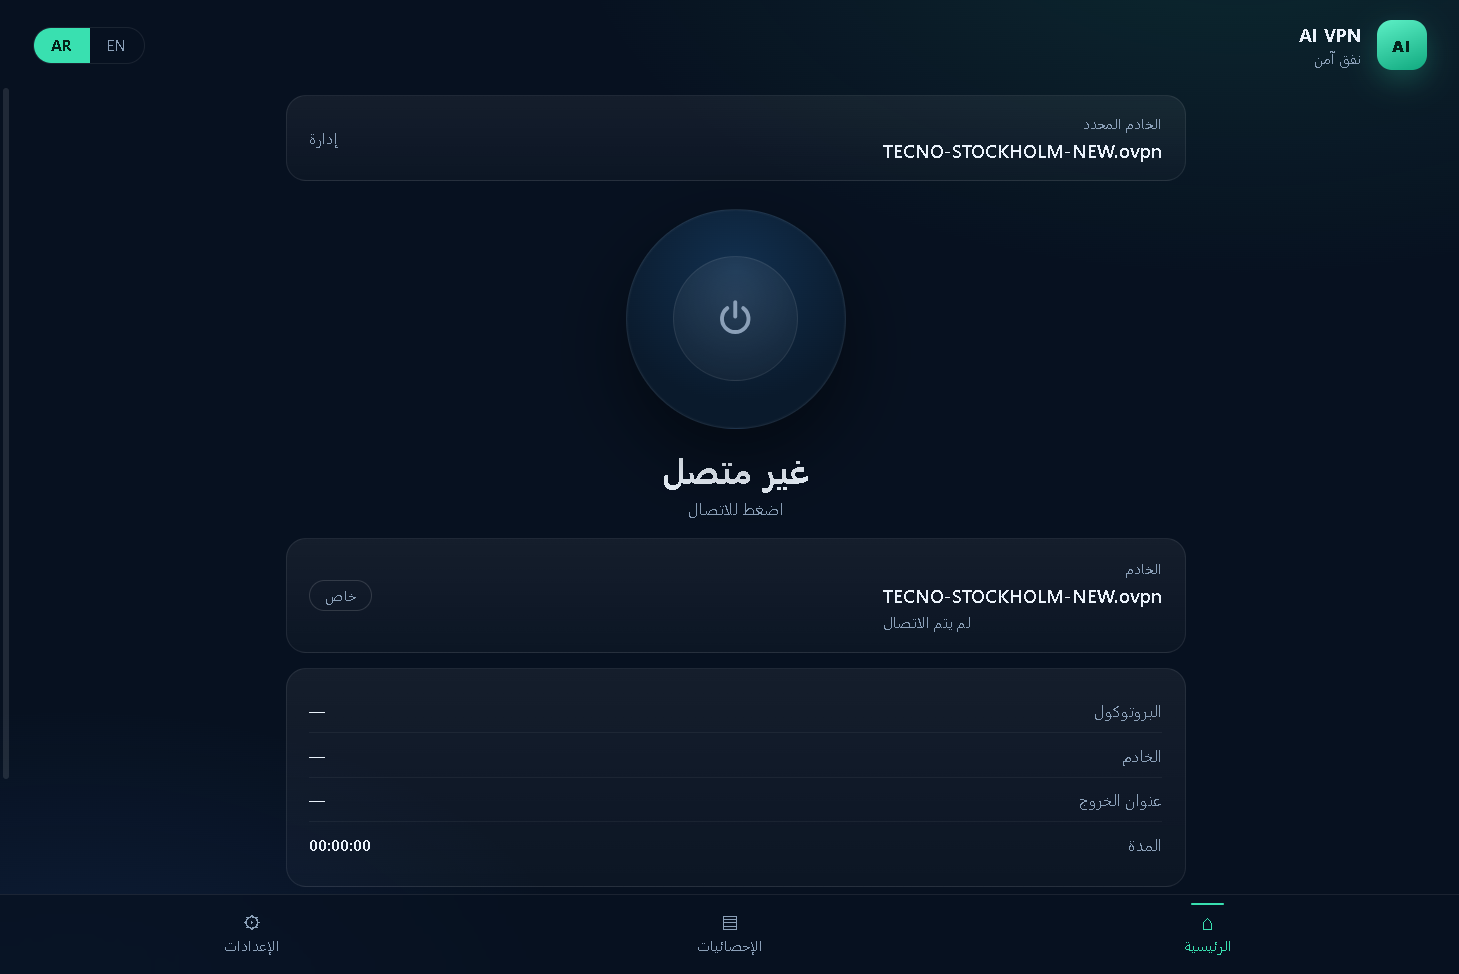 AI
AI VPN
نفق آمن
AR
EN
الخادم المحدد
TECNO-STOCKHOLM-NEW.ovpn
إدارة
غير متصل
اضغط للاتصال
الخادم
TECNO-STOCKHOLM-NEW.ovpn
لم يتم الاتصال
خاص
البروتوكول —
الخادم —
عنوان الخروج —
المدة 00:00:00
الرئيسية
الإحصائيات
الإعدادات